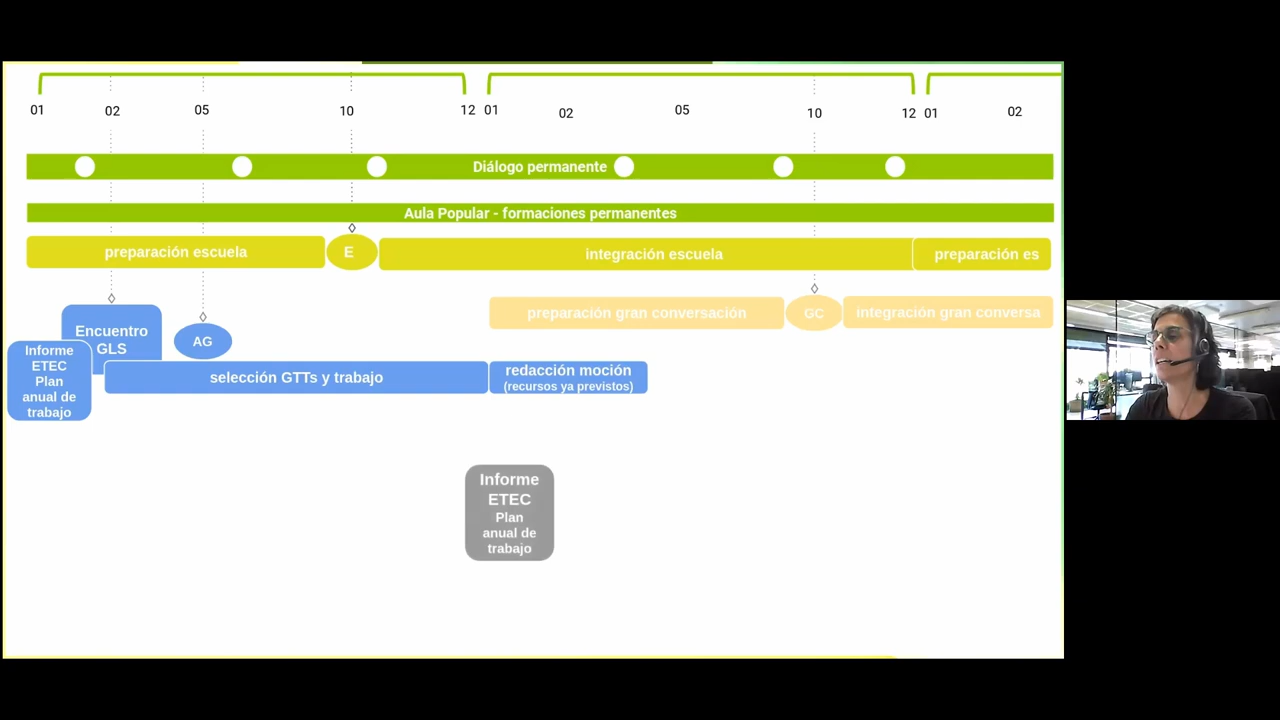 01 02 05 10 12 01 02 05 10 12 01 02
Diálogo permanente
Aula Popular - formaciones permanentes
preparación escuela
E
integración escuela
preparación es
Encuentro
GLS
AG
preparación gran conversación
GC
integración gran conversa
Informe
ETEC
Plan
anual de
trabajo
selección GTTs y trabajo
redacción moción
(recursos ya previstos)
Informe
ETEC
Plan
anual de
trabajo